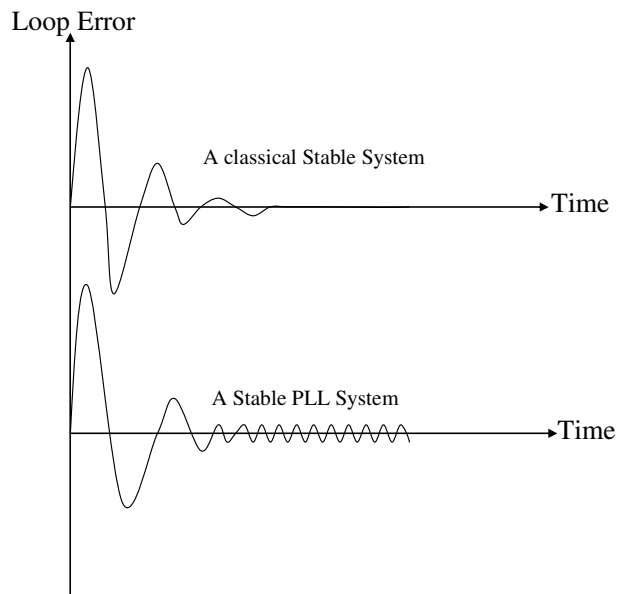 Loop Error
A classical Stable System
Time
A Stable PLL System
Time